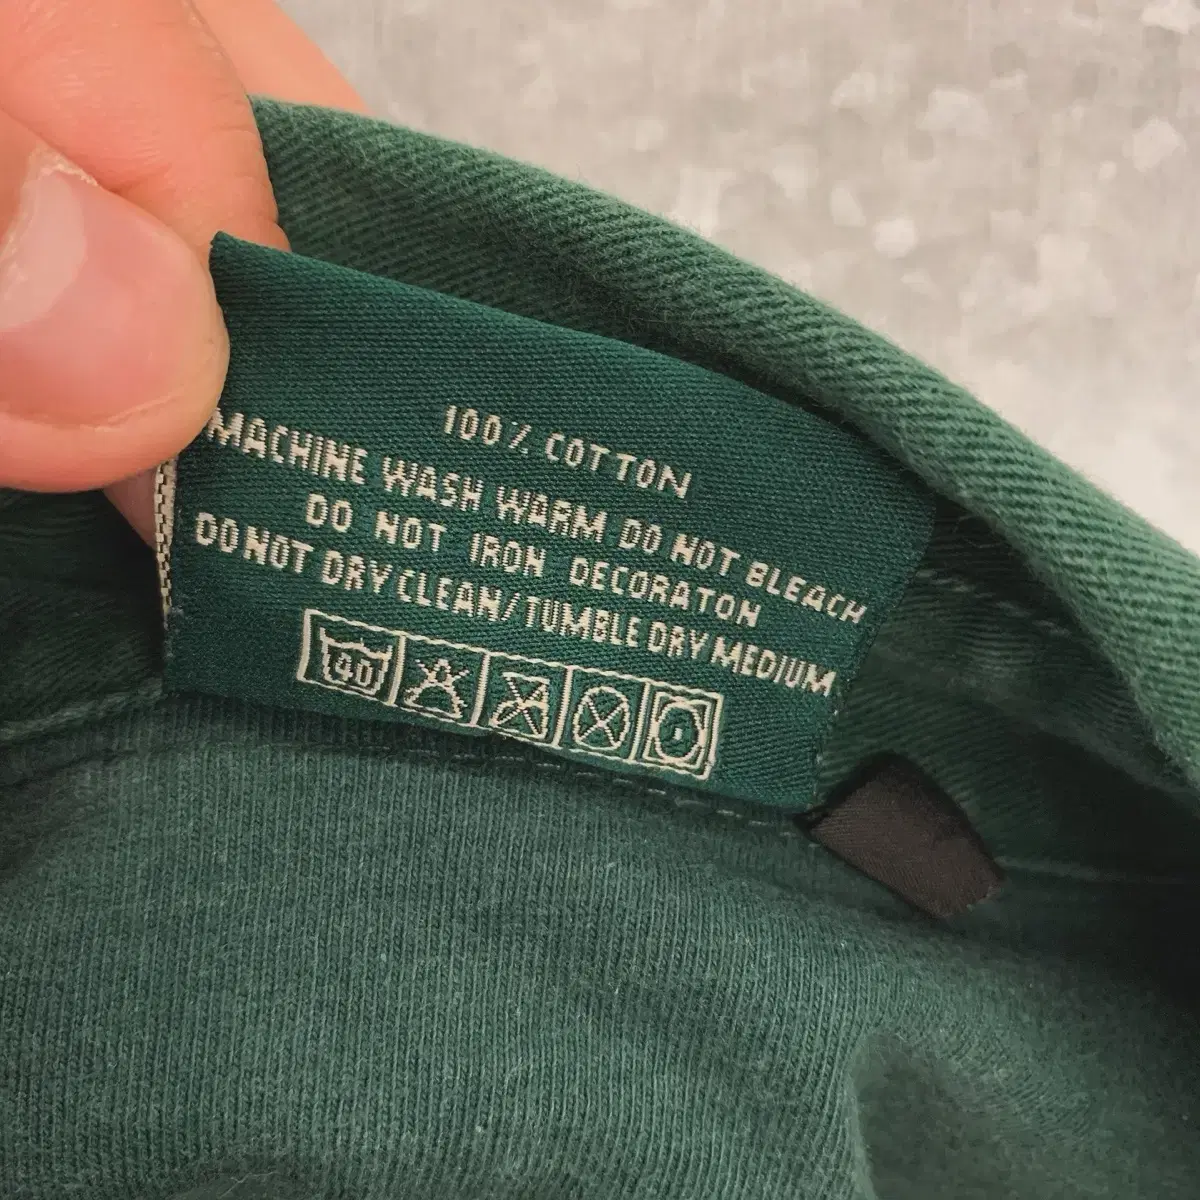 100% COTTON
MACHINE WASH WARM DO NOT BLEACH
DO NOT IRON DECORATON
DO NOT DRY CLEAN/TUMBLE DRY MEDIUM
40